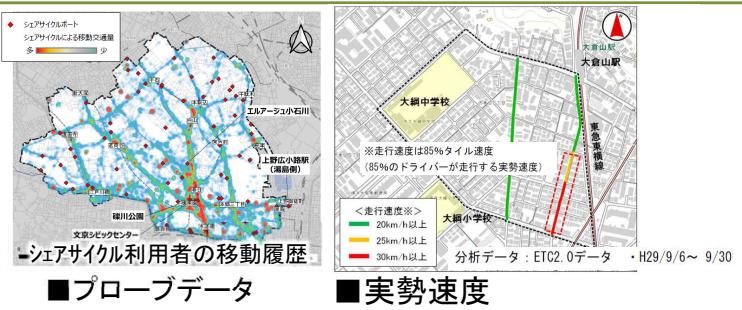 シェアサイクルポート
シェアサイクルによる移動交通量
多 少
エルアージュ小石川
上野広小路駅
(湯島側)
礫川公園
文京シビックセンター
シェアサイクル利用者の移動履歴
■プローブデータ
大倉山駅
大倉山駅
大綱中学校
東急東横線
※走行速度は85%タイル速度
(85%のドライバーが走行する実勢速度)
大綱小学校
<走行速度※>
20km/h以上
25km/h以上
30km/h以上
分析データ:ETC2.0データ ・H29/9/6~ 9/30
■実勢速度